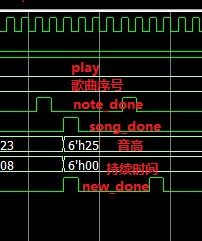 play
歌曲序号
note_done
song_done
23 6'h25 音高
08 6'h00 持续时间
new_done